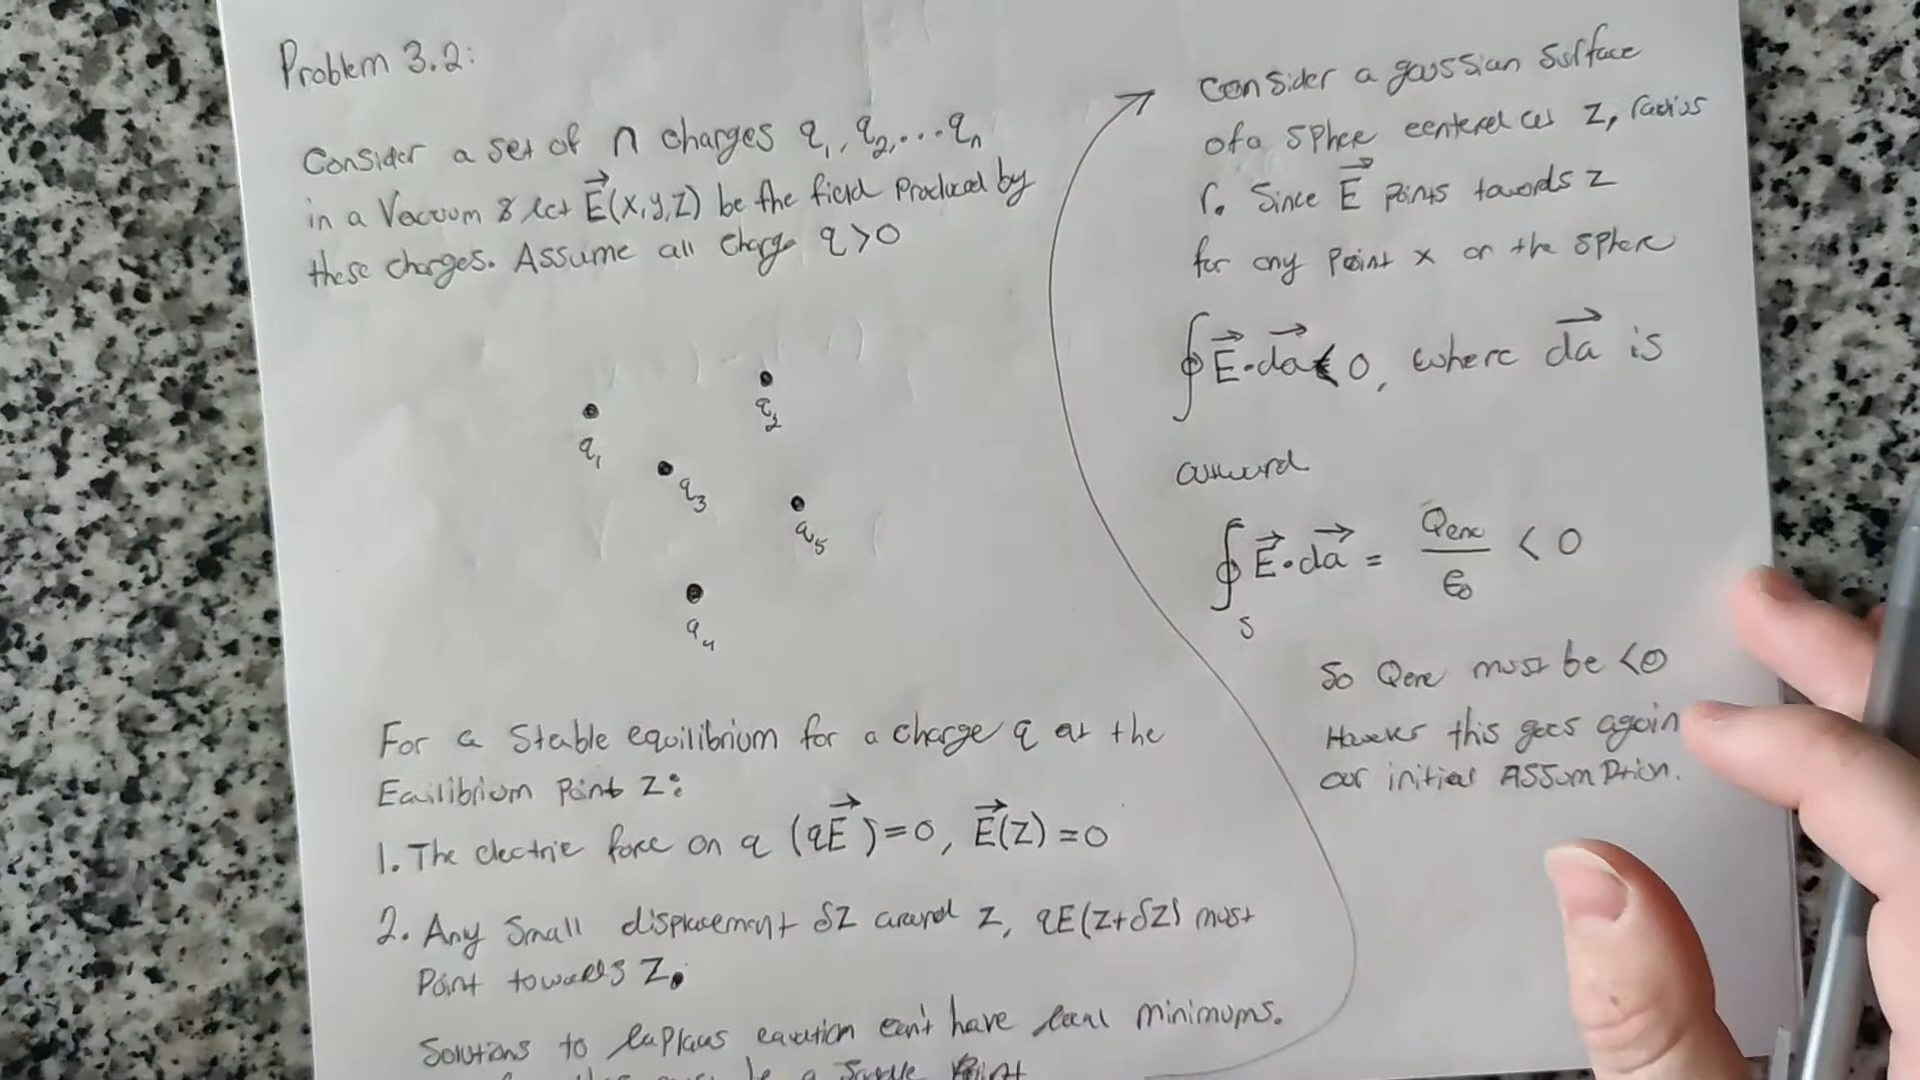 Problem 3.2:
Consider a set of n charges q₁, q₂, ... qₙ
in a Vacuum & let E⃗(x,y,z) be the field Produced by
these charges. Assume all charge q>0
q₁
q₂
q₃
q₅
q₄
For a Stable equilibrium for a charge q at the
Equilibrium Point Z:
1. The electric force on q (qE⃗)=0, E⃗(Z)=0
2. Any Small displacement δZ around Z, qE(Z+δZ) must
Point towards Z.
Solutions to laplaces equation can't have local minimums.
be a Saddle Point
Consider a gaussian surface
of a sphere centered at Z, radius
r. Since E⃗ points towards Z
for any Point x on the sphere
∮E⃗·da⃗<0, where da⃗ is
outward
∮E⃗·da⃗ = Qenc/ε₀ < 0
S
So Qenc must be <0
However this goes again
our initial ASSumption.